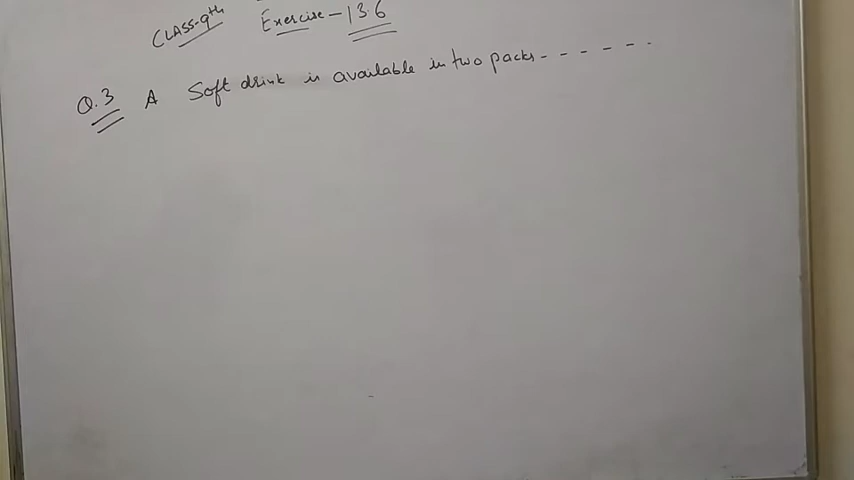 CLASS-9th Exercise-13.6
Q.3 A Soft drink is available in two packs- - - - - -